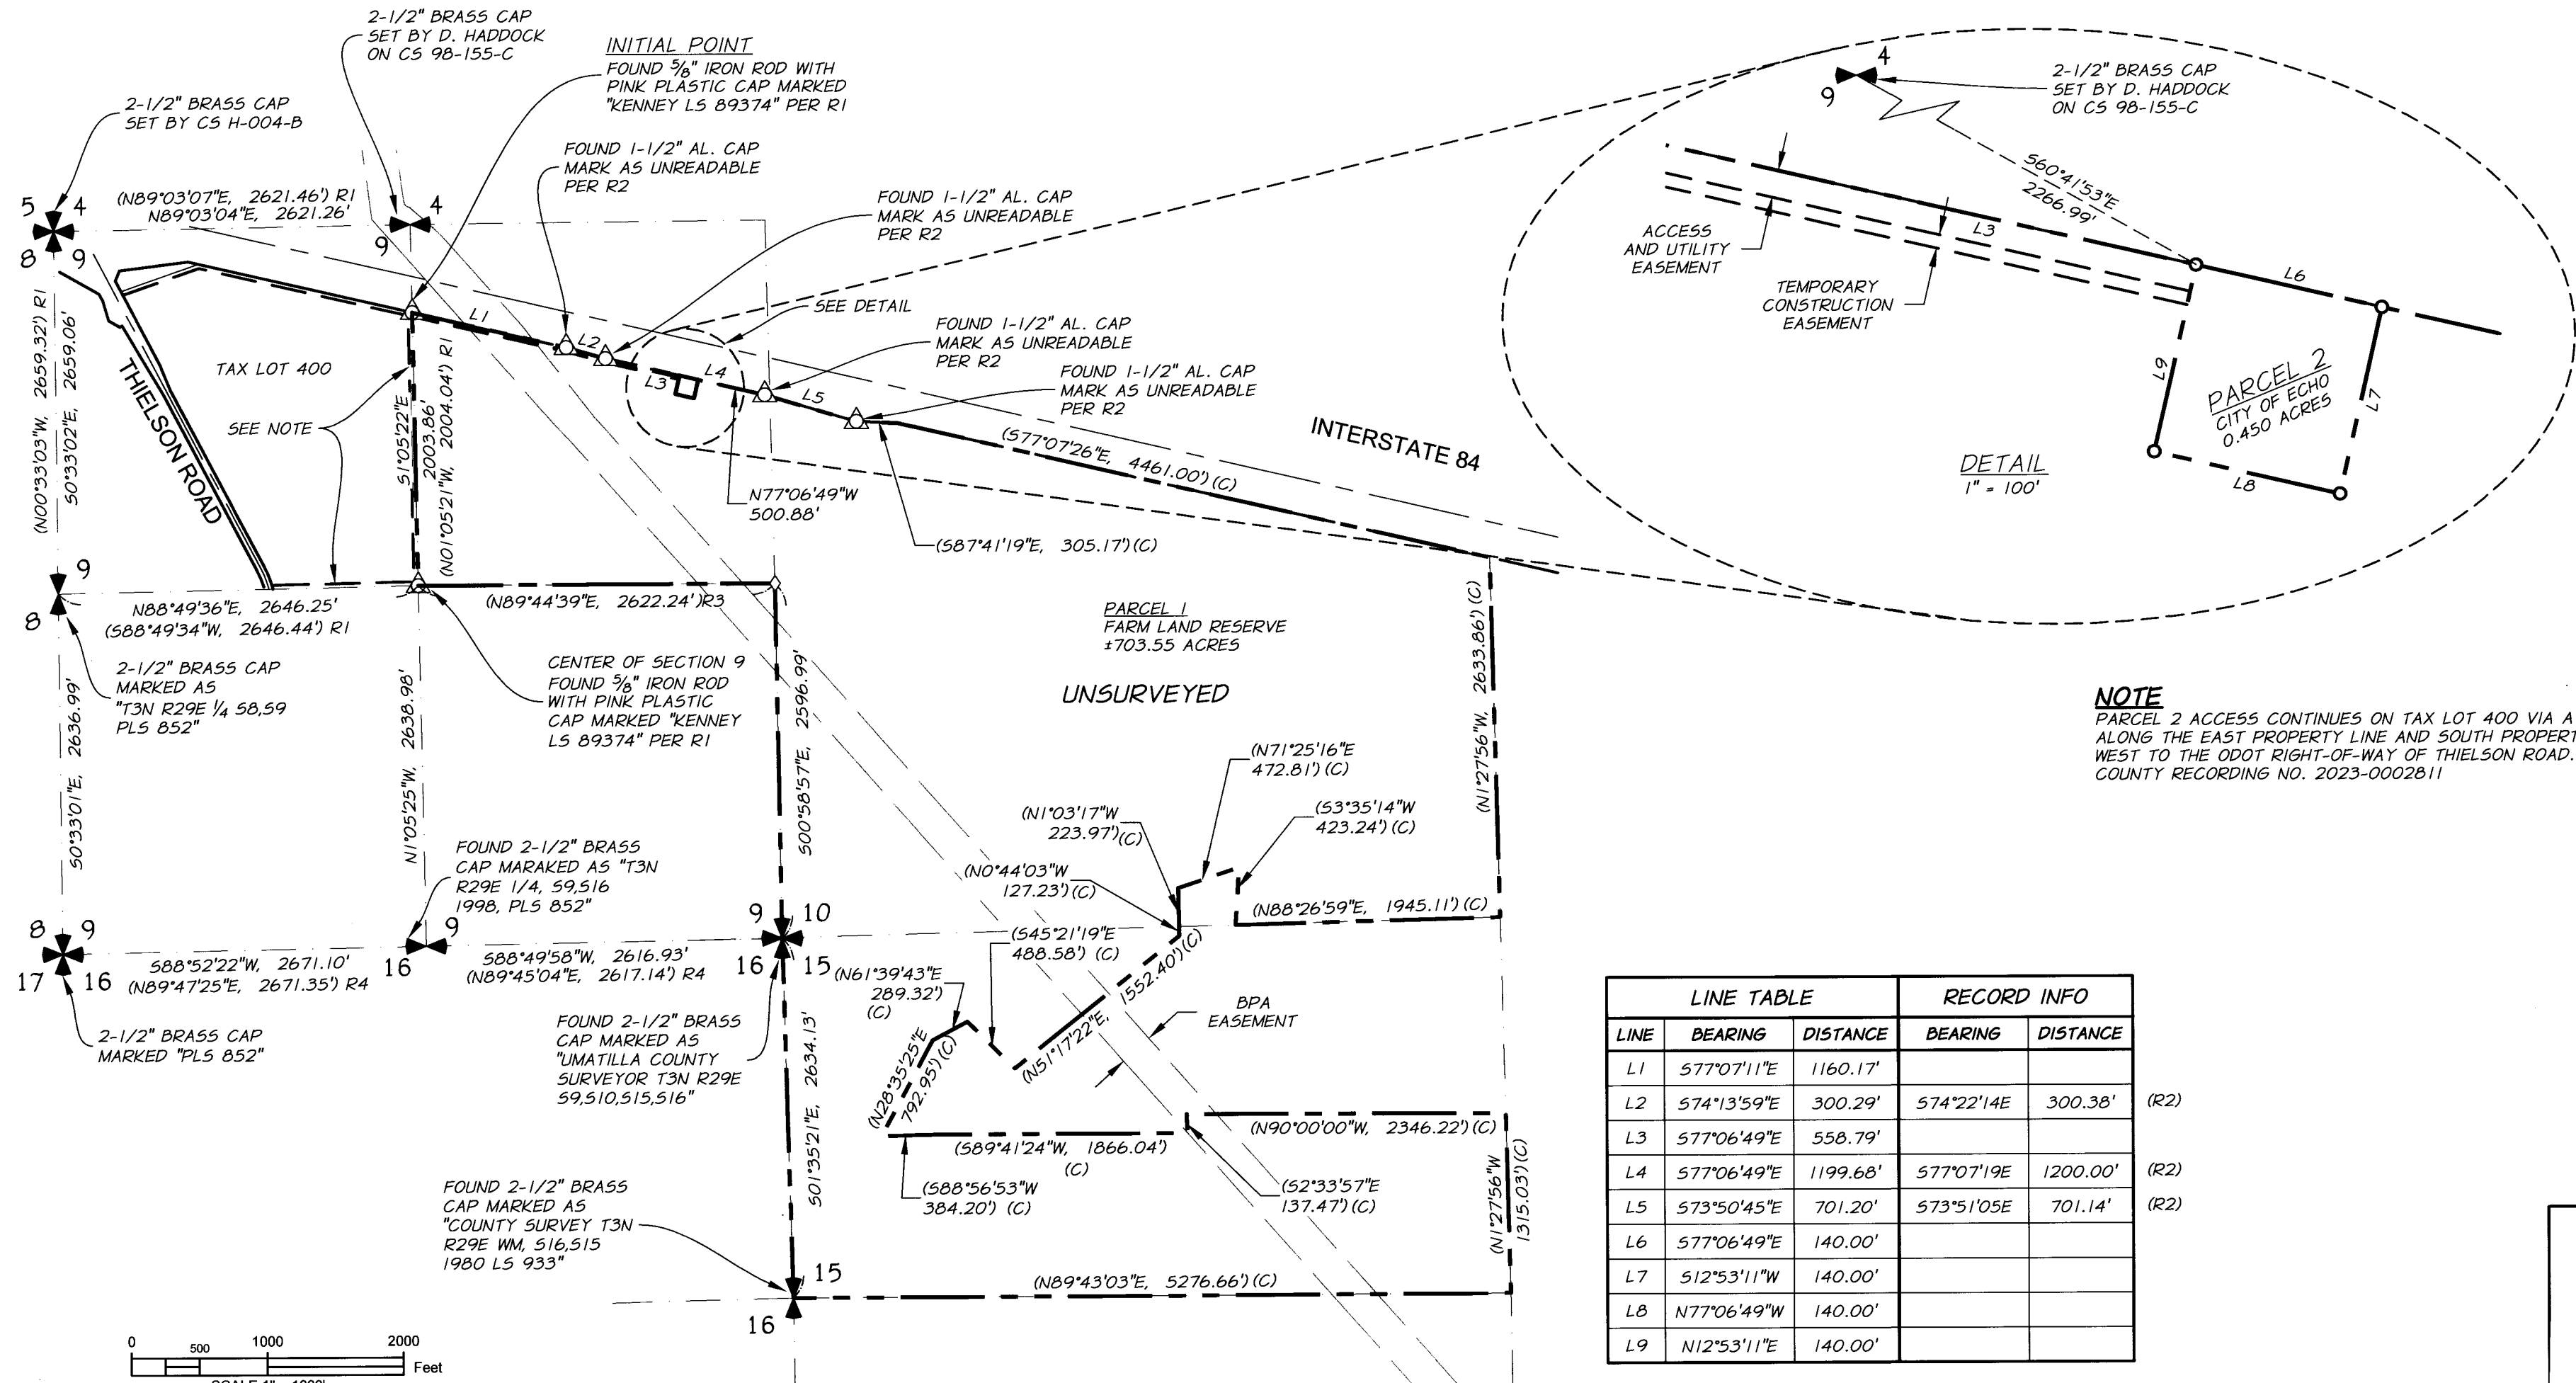 2-1/2" BRASS CAP
SET BY D. HADDOCK
ON CS 98-155-C
INITIAL POINT
FOUND 5/8" IRON ROD WITH
PINK PLASTIC CAP MARKED
"KENNEY LS 89374" PER R1
2-1/2" BRASS CAP
SET BY CS H-004-B
FOUND 1-1/2" AL. CAP
MARK AS UNREADABLE
PER R2
FOUND 1-1/2" AL. CAP
MARK AS UNREADABLE
PER R2
FOUND 1-1/2" AL. CAP
MARK AS UNREADABLE
PER R2
FOUND 1-1/2" AL. CAP
MARK AS UNREADABLE
PER R2
SEE DETAIL
5 4
8 9
(N89°03'07"E, 2621.46') R1
N89°03'04"E, 2621.26'
4
9
(N00°33'03"W, 2659.32') R1
S0°33'02"E, 2659.06'
THIELSON ROAD
TAX LOT 400
SEE NOTE
S1°05'22"E
2003.86'
(N01°05'21"W, 2004.04') R1
L1
L2
L3
L4
L5
N77°06'49"W
500.88'
(S77°07'26"E, 4461.00') (C)
INTERSTATE 84
(S87°41'19"E, 305.17') (C)
9
8
N88°49'36"E, 2646.25'
(S88°49'34"W, 2646.44') R1
(N89°44'39"E, 2622.24') R3
2-1/2" BRASS CAP
MARKED AS
"T3N R29E 1/4 S8,S9
PLS 852"
CENTER OF SECTION 9
FOUND 5/8" IRON ROD
WITH PINK PLASTIC
CAP MARKED "KENNEY
LS 89374" PER R1
PARCEL 1
FARM LAND RESERVE
±703.55 ACRES
UNSURVEYED
S0°33'01"E, 2636.99'
N1°05'25"W, 2638.98'
S00°58'57"E, 2596.99'
(N1°27'56"W, 2633.86') (C)
FOUND 2-1/2" BRASS
CAP MARAKED AS "T3N
R29E 1/4, S9,S16
1998, PLS 852"
(N71°25'16"E
472.81') (C)
(N1°03'17"W
223.97') (C)
(S3°35'14"W
423.24') (C)
(N0°44'03"W
127.23') (C)
(N88°26'59"E, 1945.11') (C)
8 9
17 16
S88°52'22"W, 2671.10'
(N89°47'25"E, 2671.35') R4
9
16
S88°49'58"W, 2616.93'
(N89°45'04"E, 2617.14') R4
9 10
16 15
2-1/2" BRASS CAP
MARKED "PLS 852"
(S45°21'19"E
488.58') (C)
(N61°39'43"E
289.32')
(C)
(N51°17'22"E, 1552.40') (C)
BPA
EASEMENT
FOUND 2-1/2" BRASS
CAP MARKED AS
"UMATILLA COUNTY
SURVEYOR T3N R29E
S9,S10,S15,S16"
S01°35'21"E, 2634.13'
(N28°35'25"E
792.95') (C)
(S89°41'24"W, 1866.04')
(C)
(S88°56'53"W
384.20') (C)
(N90°00'00"W, 2346.22') (C)
(S2°33'57"E
137.47') (C)
(N1°27'56"W
1315.03') (C)
FOUND 2-1/2" BRASS
CAP MARKED AS
"COUNTY SURVEY T3N
R29E WM, S16,S15
1980 LS 933"
15
16
(N89°43'03"E, 5276.66') (C)
0 500 1000 2000
Feet
4
9
2-1/2" BRASS CAP
SET BY D. HADDOCK
ON CS 98-155-C
S60°41'53"E
2266.99'
ACCESS
AND UTILITY
EASEMENT
TEMPORARY
CONSTRUCTION
EASEMENT
L3
L6
L9
L7
L8
PARCEL 2
CITY OF ECHO
0.450 ACRES
DETAIL
1" = 100'
NOTE
PARCEL 2 ACCESS CONTINUES ON TAX LOT 400 VIA A
ALONG THE EAST PROPERTY LINE AND SOUTH PROPERT
WEST TO THE ODOT RIGHT-OF-WAY OF THIELSON ROAD.
COUNTY RECORDING NO. 2023-0002811
LINE TABLE RECORD INFO
LINE BEARING DISTANCE BEARING DISTANCE
L1 S77°07'11"E 1160.17'
L2 S74°13'59"E 300.29' S74°22'14E 300.38' (R2)
L3 S77°06'49"E 558.79'
L4 S77°06'49"E 1199.68' S77°07'19E 1200.00' (R2)
L5 S73°50'45"E 701.20' S73°51'05E 701.14' (R2)
L6 S77°06'49"E 140.00'
L7 S12°53'11"W 140.00'
L8 N77°06'49"W 140.00'
L9 N12°53'11"E 140.00'